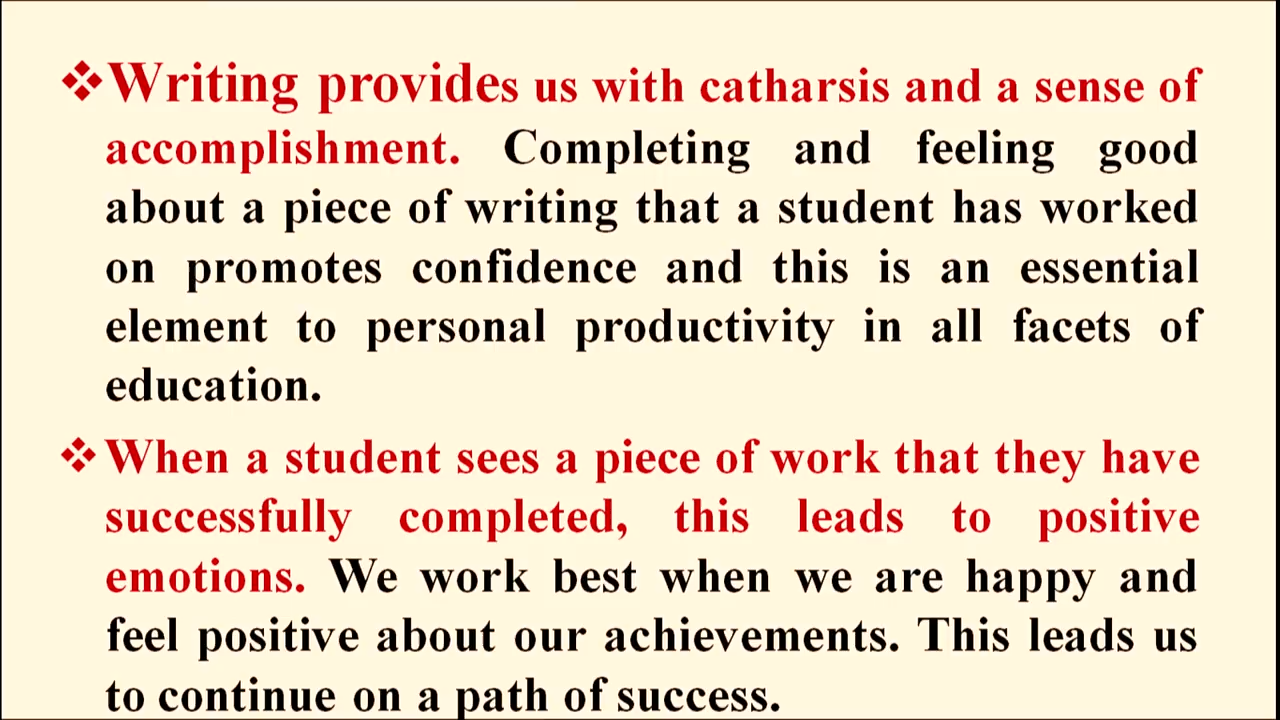 ❖Writing provides us with catharsis and a sense of
accomplishment. Completing and feeling good
about a piece of writing that a student has worked
on promotes confidence and this is an essential
element to personal productivity in all facets of
education.
❖When a student sees a piece of work that they have
successfully completed, this leads to positive
emotions. We work best when we are happy and
feel positive about our achievements. This leads us
to continue on a path of success.